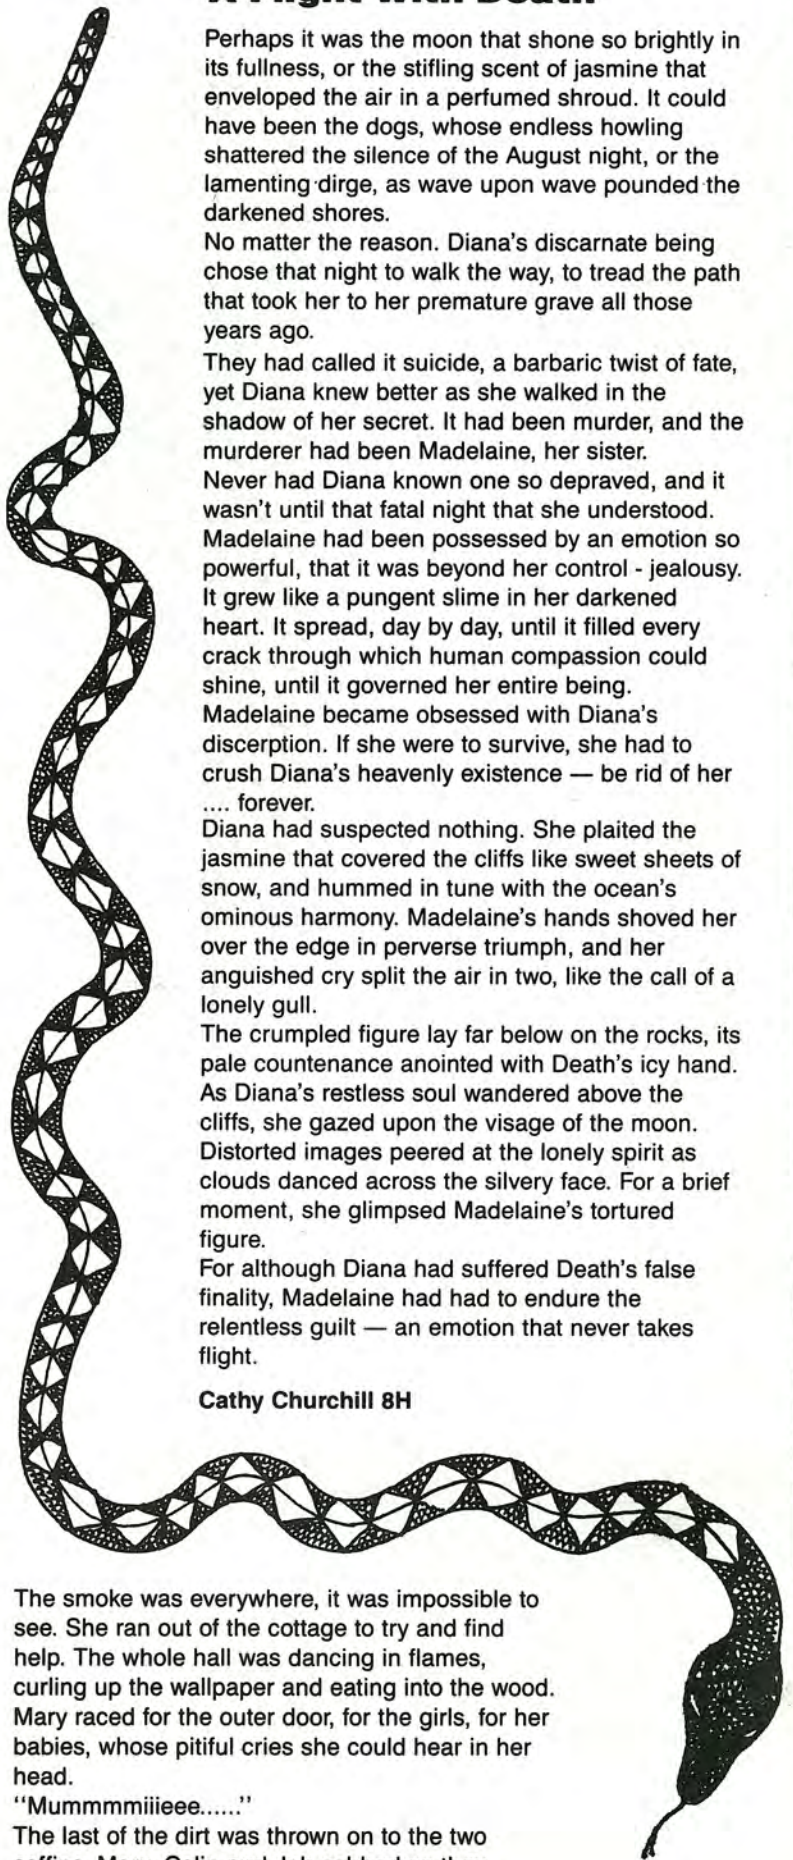 A Flight With Death
Perhaps it was the moon that shone so brightly in
its fullness, or the stifling scent of jasmine that
enveloped the air in a perfumed shroud. It could
have been the dogs, whose endless howling
shattered the silence of the August night, or the
lamenting dirge, as wave upon wave pounded the
darkened shores.
No matter the reason. Diana's discarnate being
chose that night to walk the way, to tread the path
that took her to her premature grave all those
years ago.
They had called it suicide, a barbaric twist of fate,
yet Diana knew better as she walked in the
shadow of her secret. It had been murder, and the
murderer had been Madelaine, her sister.
Never had Diana known one so depraved, and it
wasn't until that fatal night that she understood.
Madelaine had been possessed by an emotion so
powerful, that it was beyond her control - jealousy.
It grew like a pungent slime in her darkened
heart. It spread, day by day, until it filled every
crack through which human compassion could
shine, until it governed her entire being.
Madelaine became obsessed with Diana's
discerption. If she were to survive, she had to
crush Diana's heavenly existence — be rid of her
.... forever.
Diana had suspected nothing. She plaited the
jasmine that covered the cliffs like sweet sheets of
snow, and hummed in tune with the ocean's
ominous harmony. Madelaine's hands shoved her
over the edge in perverse triumph, and her
anguished cry split the air in two, like the call of a
lonely gull.
The crumpled figure lay far below on the rocks, its
pale countenance anointed with Death's icy hand.
As Diana's restless soul wandered above the
cliffs, she gazed upon the visage of the moon.
Distorted images peered at the lonely spirit as
clouds danced across the silvery face. For a brief
moment, she glimpsed Madelaine's tortured
figure.
For although Diana had suffered Death's false
finality, Madelaine had had to endure the
relentless guilt — an emotion that never takes
flight.
Cathy Churchill 8H
The smoke was everywhere, it was impossible to
see. She ran out of the cottage to try and find
help. The whole hall was dancing in flames,
curling up the wallpaper and eating into the wood.
Mary raced for the outer door, for the girls, for her
babies, whose pitiful cries she could hear in her
head.
"Mummmmiiieee......"
The last of the dirt was thrown on to the two